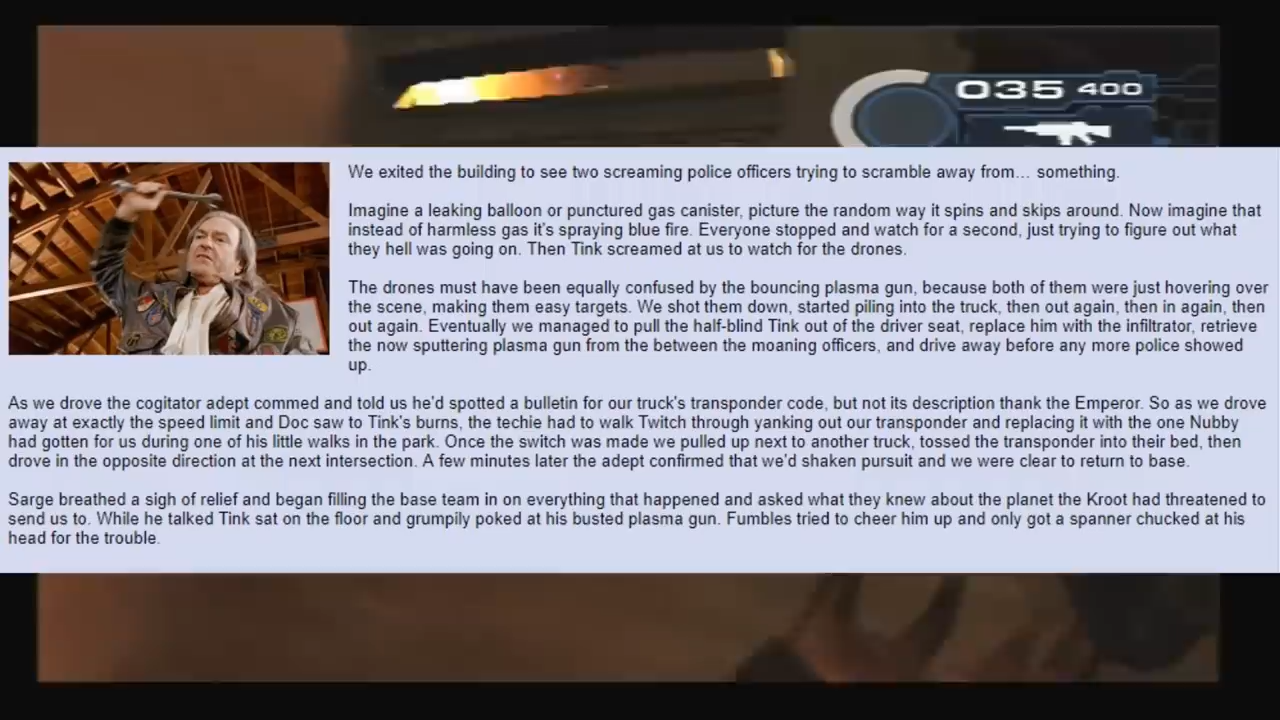 035 400
We exited the building to see two screaming police officers trying to scramble away from… something.
Imagine a leaking balloon or punctured gas canister, picture the random way it spins and skips around. Now imagine that
instead of harmless gas it's spraying blue fire. Everyone stopped and watch for a second, just trying to figure out what
they hell was going on. Then Tink screamed at us to watch for the drones.
The drones must have been equally confused by the bouncing plasma gun, because both of them were just hovering over
the scene, making them easy targets. We shot them down, started piling into the truck, then out again, then in again, then
out again. Eventually we managed to pull the half-blind Tink out of the driver seat, replace him with the infiltrator, retrieve
the now sputtering plasma gun from the between the moaning officers, and drive away before any more police showed
up.
As we drove the cogitator adept commed and told us he'd spotted a bulletin for our truck's transponder code, but not its description thank the Emperor. So as we drove
away at exactly the speed limit and Doc saw to Tink's burns, the techie had to walk Twitch through yanking out our transponder and replacing it with the one Nubby
had gotten for us during one of his little walks in the park. Once the switch was made we pulled up next to another truck, tossed the transponder into their bed, then
drove in the opposite direction at the next intersection. A few minutes later the adept confirmed that we'd shaken pursuit and we were clear to return to base.
Sarge breathed a sigh of relief and began filling the base team in on everything that happened and asked what they knew about the planet the Kroot had threatened to
send us to. While he talked Tink sat on the floor and grumpily poked at his busted plasma gun. Fumbles tried to cheer him up and only got a spanner chucked at his
head for the trouble.